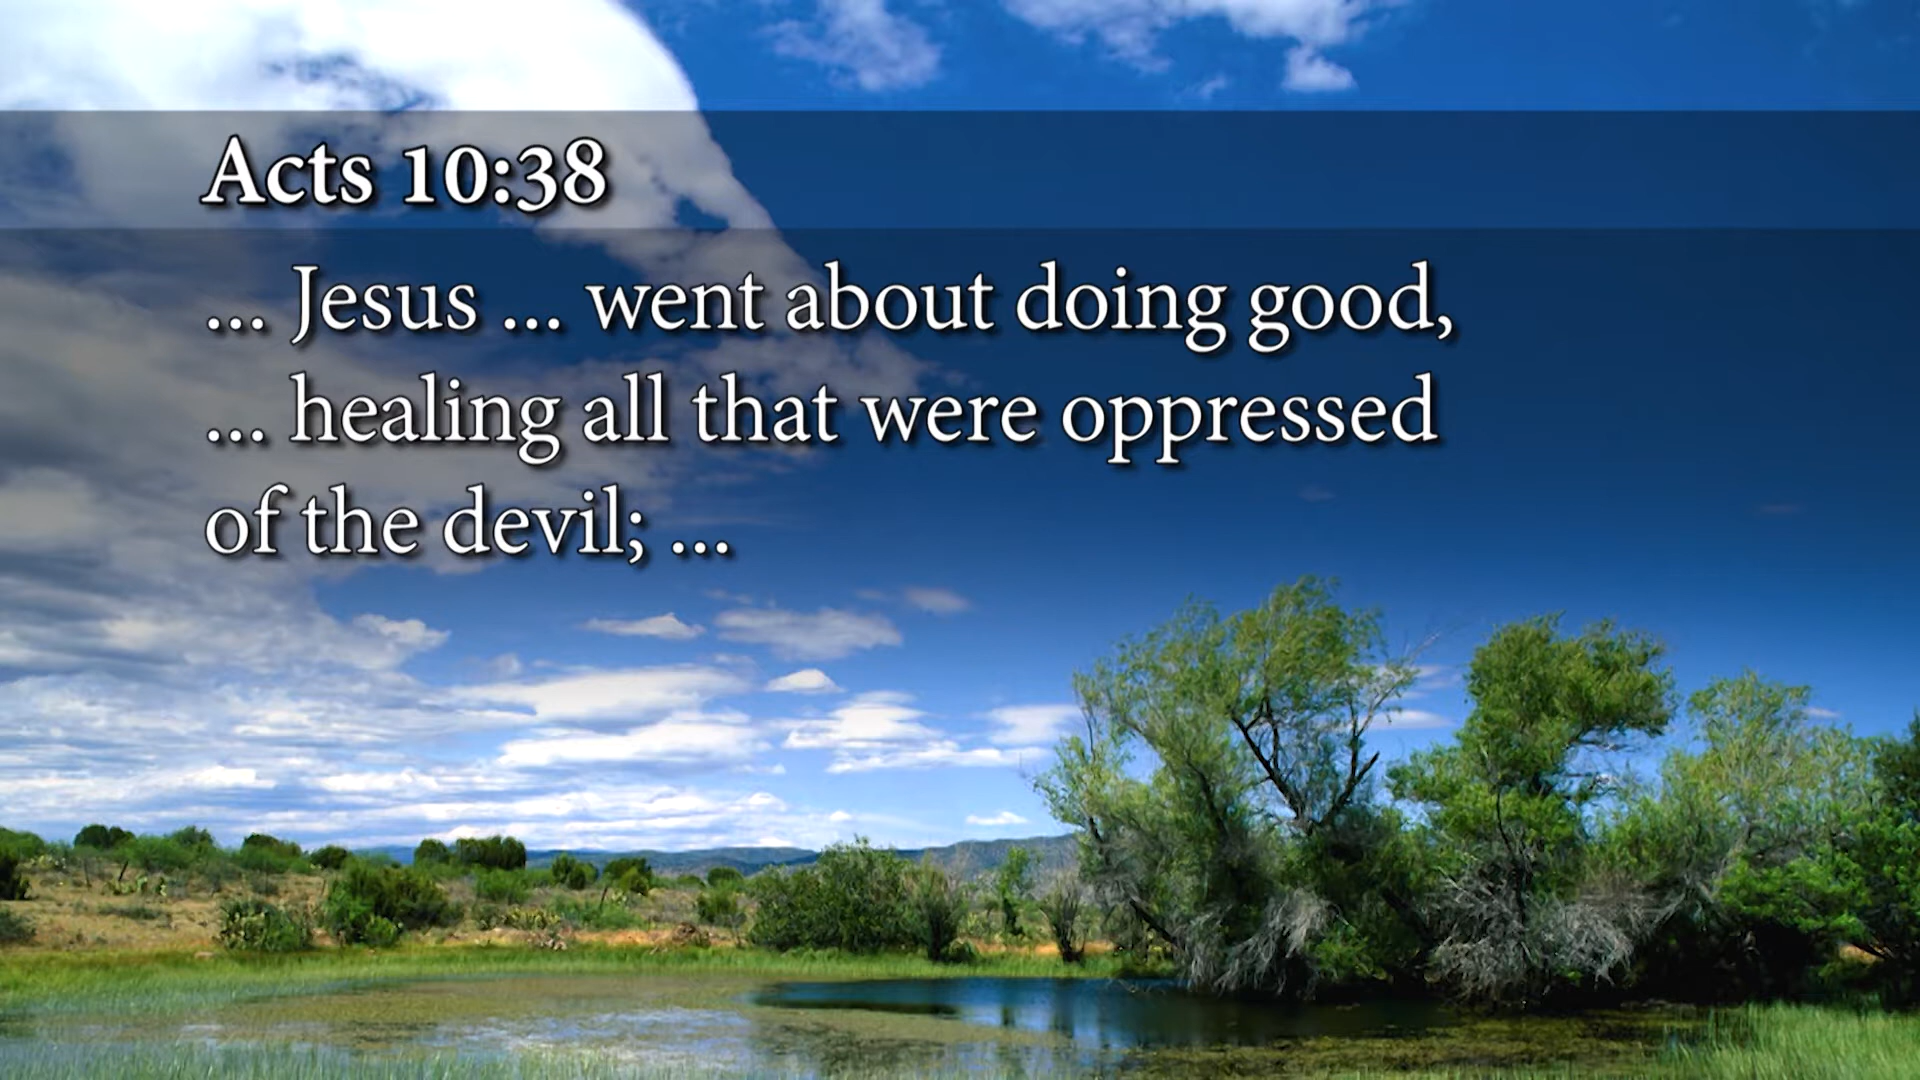 Acts 10:38
... Jesus ... went about doing good,
... healing all that were oppressed
of the devil; ...